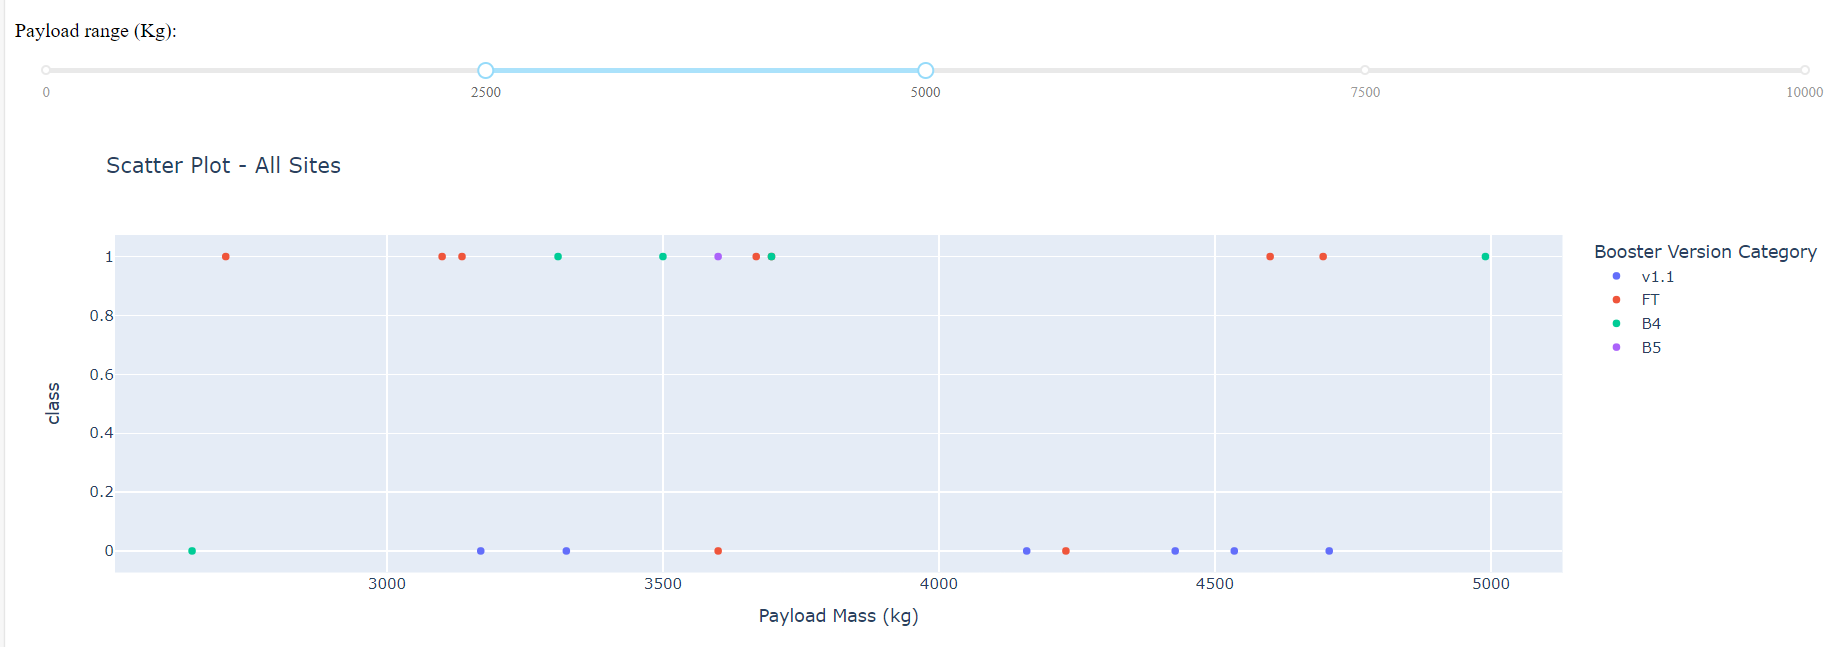 Payload range (Kg):
0 2500 5000 7500 10000
Scatter Plot - All Sites
Booster Version Category
v1.1
FT
B4
B5
1
0.8
0.6
0.4
0.2
0
class
3000 3500 4000 4500 5000
Payload Mass (kg)